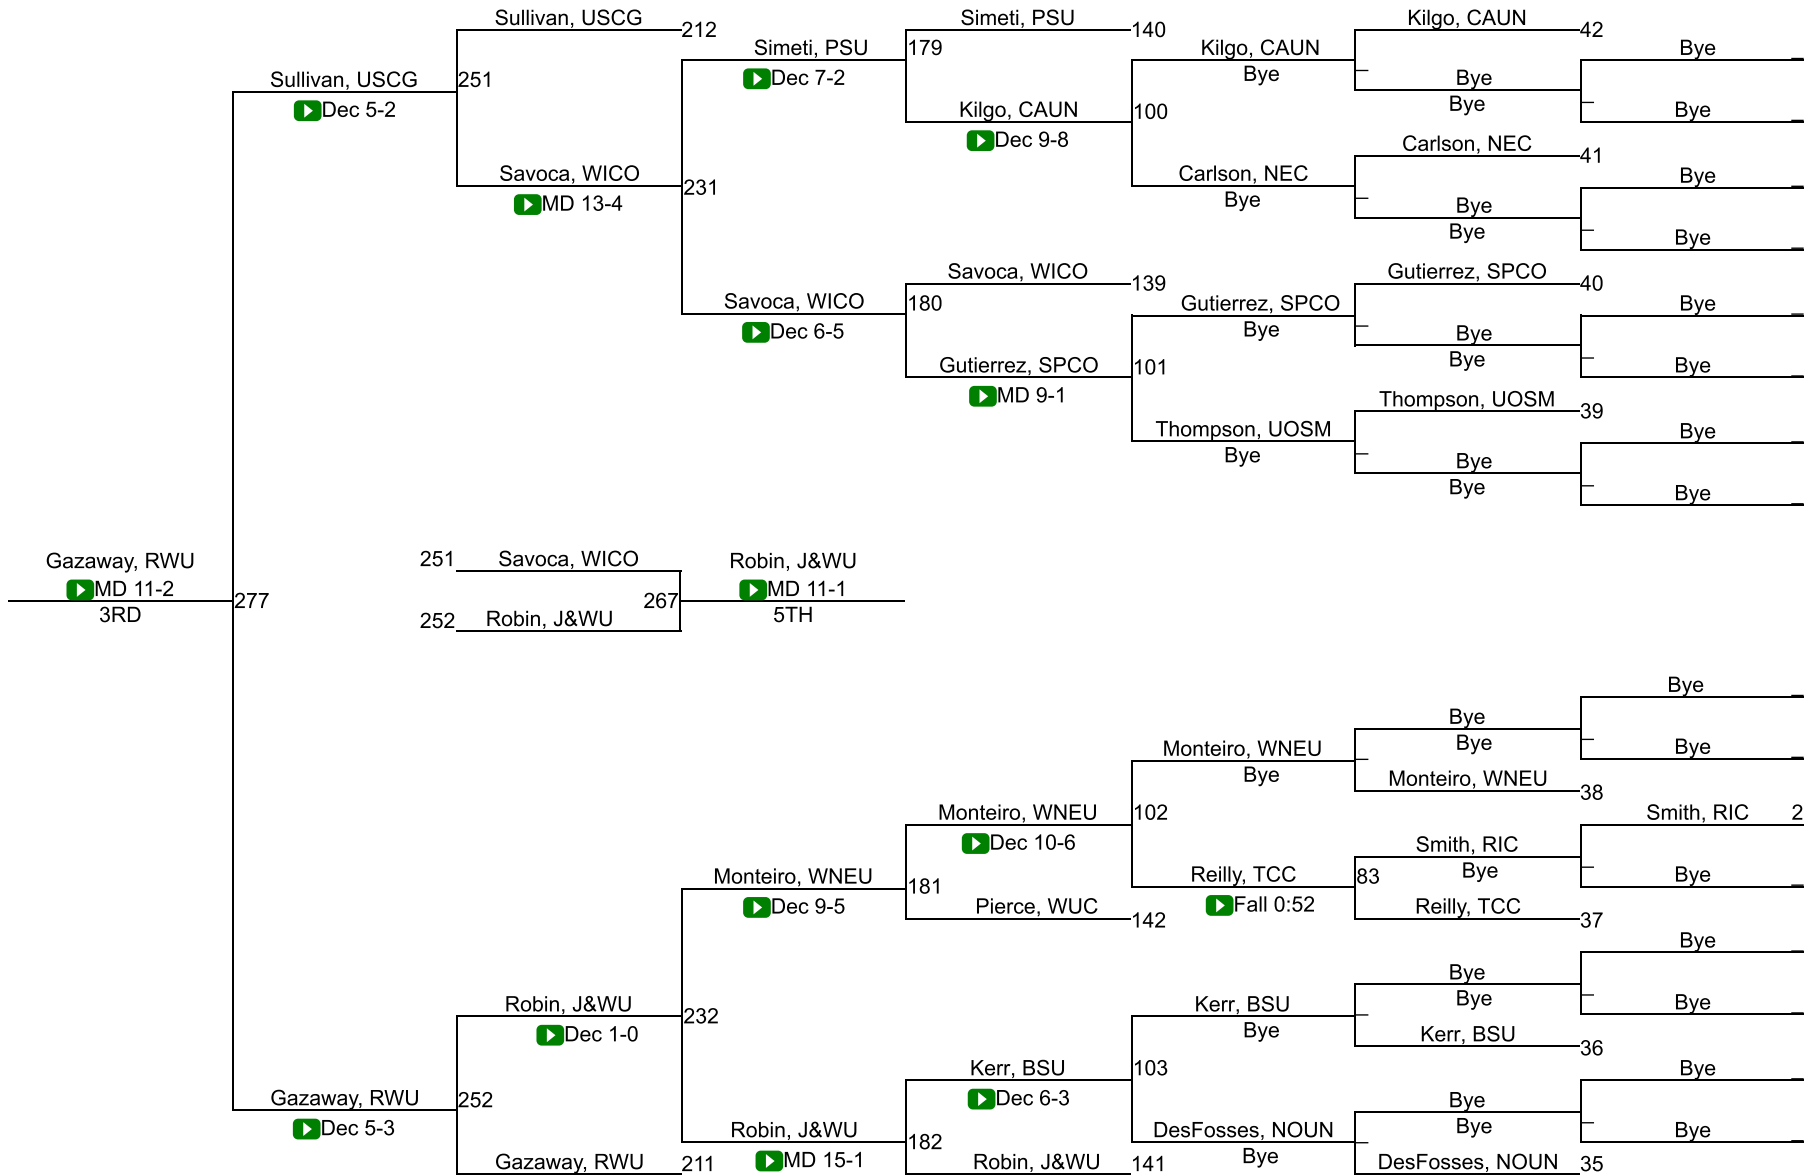 Sullivan, USCG
212
Simeti, PSU
140
Kilgo, CAUN
42
Simeti, PSU
Dec 7-2
179
Kilgo, CAUN
Bye
Bye
Sullivan, USCG
Dec 5-2
251
Bye
Bye
Kilgo, CAUN
Dec 9-8
100
Bye
Carlson, NEC
41
Savoca, WICO
MD 13-4
231
Carlson, NEC
Bye
Bye
Bye
Bye
Bye
Savoca, WICO
139
Gutierrez, SPCO
40
Savoca, WICO
Dec 6-5
180
Gutierrez, SPCO
Bye
Bye
Bye
Bye
Gutierrez, SPCO
MD 9-1
101
Bye
Thompson, UOSM
39
Thompson, UOSM
Bye
Bye
Bye
Bye
Bye
Gazaway, RWU
MD 11-2
3RD
277
251
Savoca, WICO
252
Robin, J&WU
267
Robin, J&WU
MD 11-1
5TH
Bye
Bye
Bye
Monteiro, WNEU
Bye
Bye
Monteiro, WNEU
38
Monteiro, WNEU
Dec 10-6
102
Smith, RIC
2
Smith, RIC
Bye
Monteiro, WNEU
Dec 9-5
181
Reilly, TCC
Fall 0:52
83
Bye
Pierce, WUC
142
Reilly, TCC
37
Bye
Bye
Bye
Robin, J&WU
Dec 1-0
232
Kerr, BSU
Bye
Bye
Kerr, BSU
36
Kerr, BSU
Dec 6-3
103
Bye
Gazaway, RWU
Dec 5-3
252
Bye
Bye
Robin, J&WU
MD 15-1
182
DesFosses, NOUN
Bye
Bye
Gazaway, RWU
211
Robin, J&WU
141
DesFosses, NOUN
35